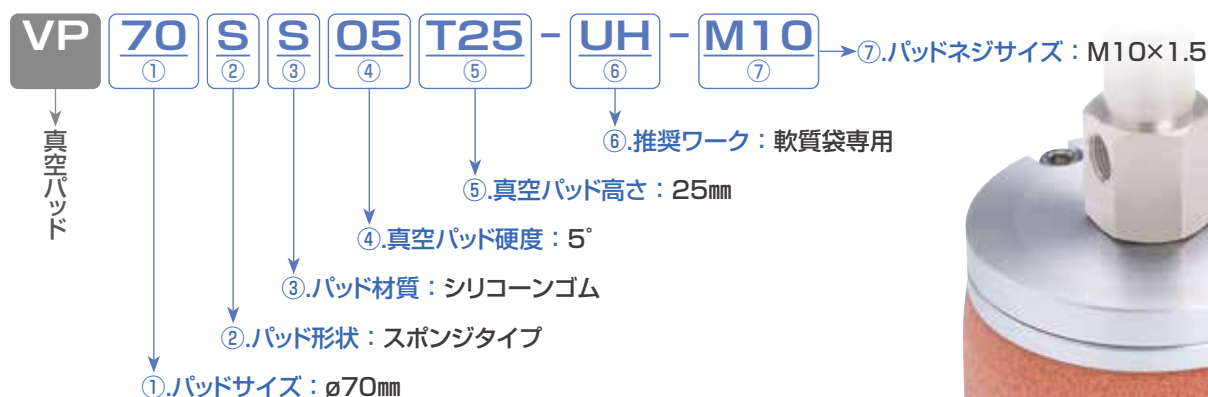 VP 70 S S 05 T25 - UH - M10
① ② ③ ④ ⑤ ⑥ ⑦
⑦.パッドネジサイズ：M10×1.5
真空パッド
⑥.推奨ワーク：軟質袋専用
⑤.真空パッド高さ：25㎜
④.真空パッド硬度：5°
③.パッド材質：シリコーンゴム
②.パッド形状：スポンジタイプ
①.パッドサイズ：ø70㎜